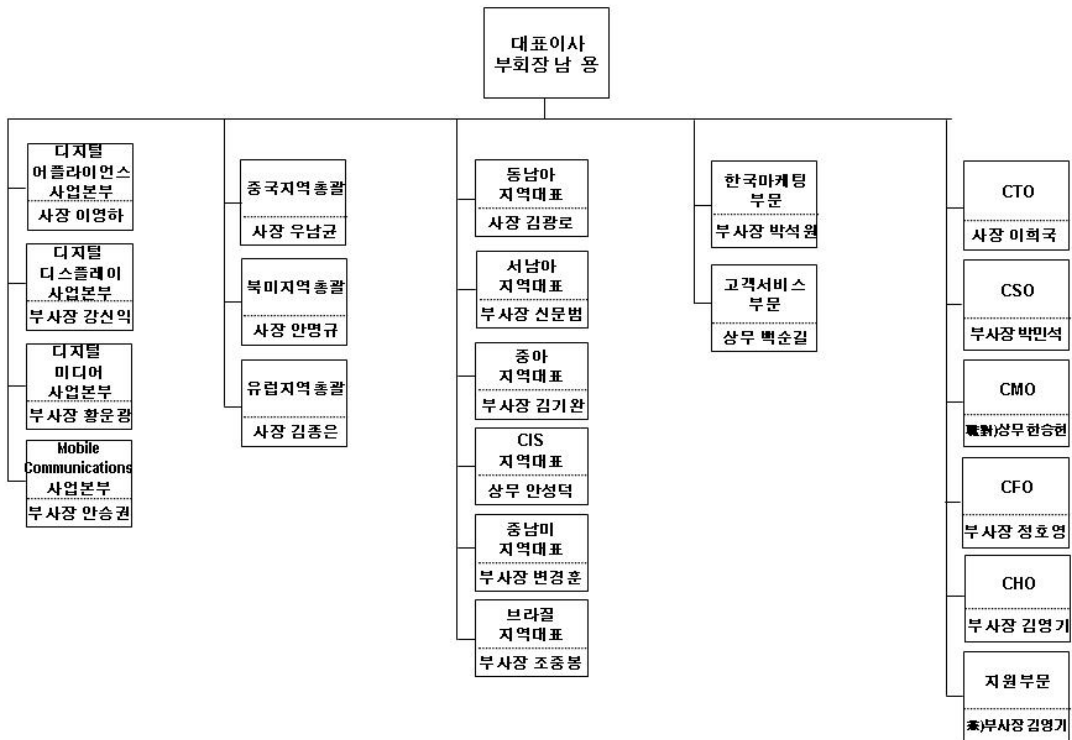 대표이사
부회장 남 용
디지털
어플라이언스
사업본부
사장 이영하
디지털
디스플레이
사업본부
부사장 강신익
디지털
미디어
사업본부
부사장 황운광
Mobile
Communications
사업본부
부사장 안승권
중국지역총괄
사장 우남균
북미지역총괄
사장 안명규
유럽지역총괄
사장 김종은
동남아
지역대표
사장 김광로
서남아
지역대표
부사장 신문범
중아
지역대표
부사장 김기완
CIS
지역대표
상무 안성덕
중남미
지역대표
부사장 변경훈
브라질
지역대표
부사장 조중봉
한국마케팅
부문
부사장 박석원
고객서비스
부문
상무 백순길
CTO
사장 이희국
CSO
부사장 박민석
CMO
상무 한승헌
CFO
부사장 정호영
CHO
부사장 김영기
지원부문
부사장 김영기